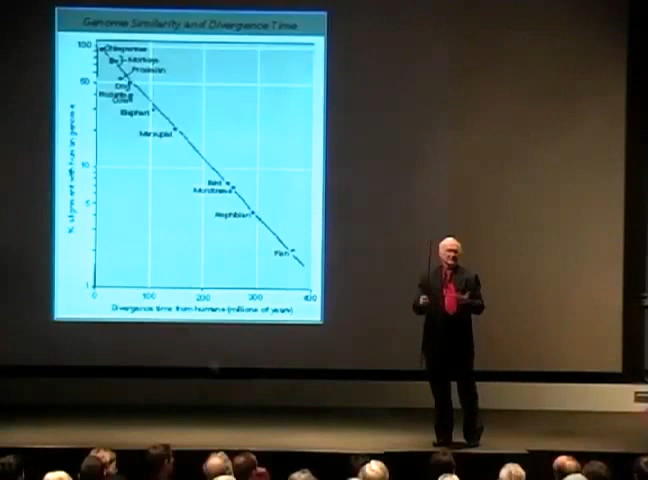 Genome Similarity and Divergence Time
100
Monkeys
Prosimian
50
Dog
Cow
Elephant
Marsupial
10
Bird
Monotreme
5
Amphibian
Fish
1
0 100 200 300 400
Divergence time from humans (millions of years)